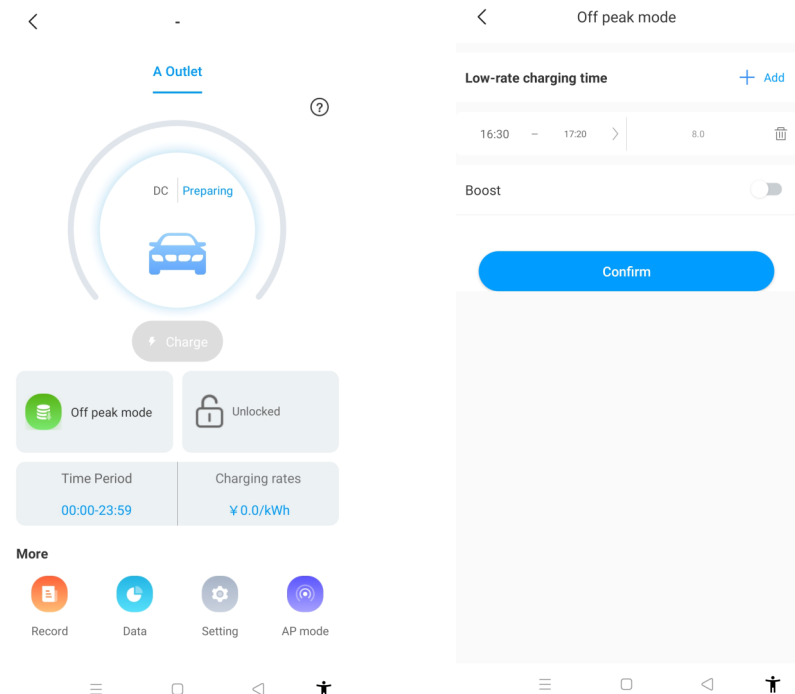 -
A Outlet
?
DC Preparing
Charge
Off peak mode
Unlocked
Time Period
Charging rates
00:00-23:59
¥0.0/kWh
More
Record
Data
Setting
AP mode
Off peak mode
Low-rate charging time
Add
16:30 – 17:20
8.0
Boost
Confirm